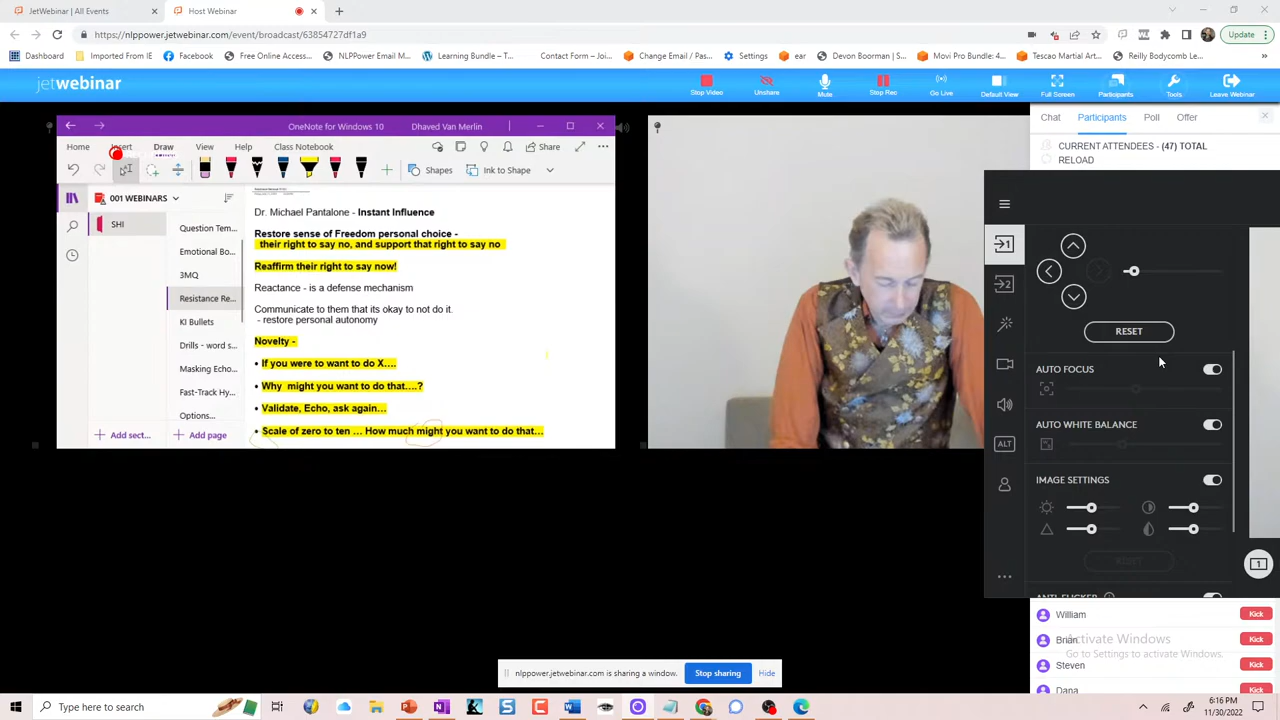 JetWebinar | All Events
Host Webinar
https://nlppower.jetwebinar.com/event/broadcast/63854727df1a9
Update
Dashboard
Imported From IE
Facebook
Free Online Access...
NLPPower Email M...
Learning Bundle – T...
Contact Form – Joi...
Change Email / Pas...
Settings
ear
Devon Boorman | S...
Movi Pro Bundle: 4...
Tescao Martial Art...
Reilly Bodycomb Le...
jetwebinar
Stop Video
Unshare
Mute
Stop Rec
Go Live
Default View
Full Screen
Participants
Tools
Leave Webinar
OneNote for Windows 10
Dhaved Van Merlin
Home
Insert
Draw
View
Help
Class Notebook
Share
Shapes
Ink to Shape
001 WEBINARS
SHI
Question Tem...
Emotional Bo...
3MQ
Resistance Re...
KI Bullets
Drills - word s...
Masking Echo...
Fast-Track Hy...
Options...
Add sect...
Add page
Dr. Michael Pantalone - Instant Influence
Restore sense of Freedom personal choice -
their right to say no, and support that right to say no
Reaffirm their right to say now!
Reactance - is a defense mechanism
Communicate to them that its okay to not do it.
- restore personal autonomy
Novelty -
• If you were to want to do X….
• Why might you want to do that….?
• Validate, Echo, ask again…
• Scale of zero to ten … How much might you want to do that…
Chat
Participants
Poll
Offer
CURRENT ATTENDEES - (47) TOTAL
RELOAD
1
2
ALT
RESET
AUTO FOCUS
AUTO WHITE BALANCE
IMAGE SETTINGS
RESET
ANTI-FLICKER
1
William
Kick
Brian
Kick
Steven
Kick
Dana
Activate Windows
Go to Settings to activate Windows.
nlppower.jetwebinar.com is sharing a window.
Stop sharing
Hide
Type here to search
6:16 PM
11/30/2022